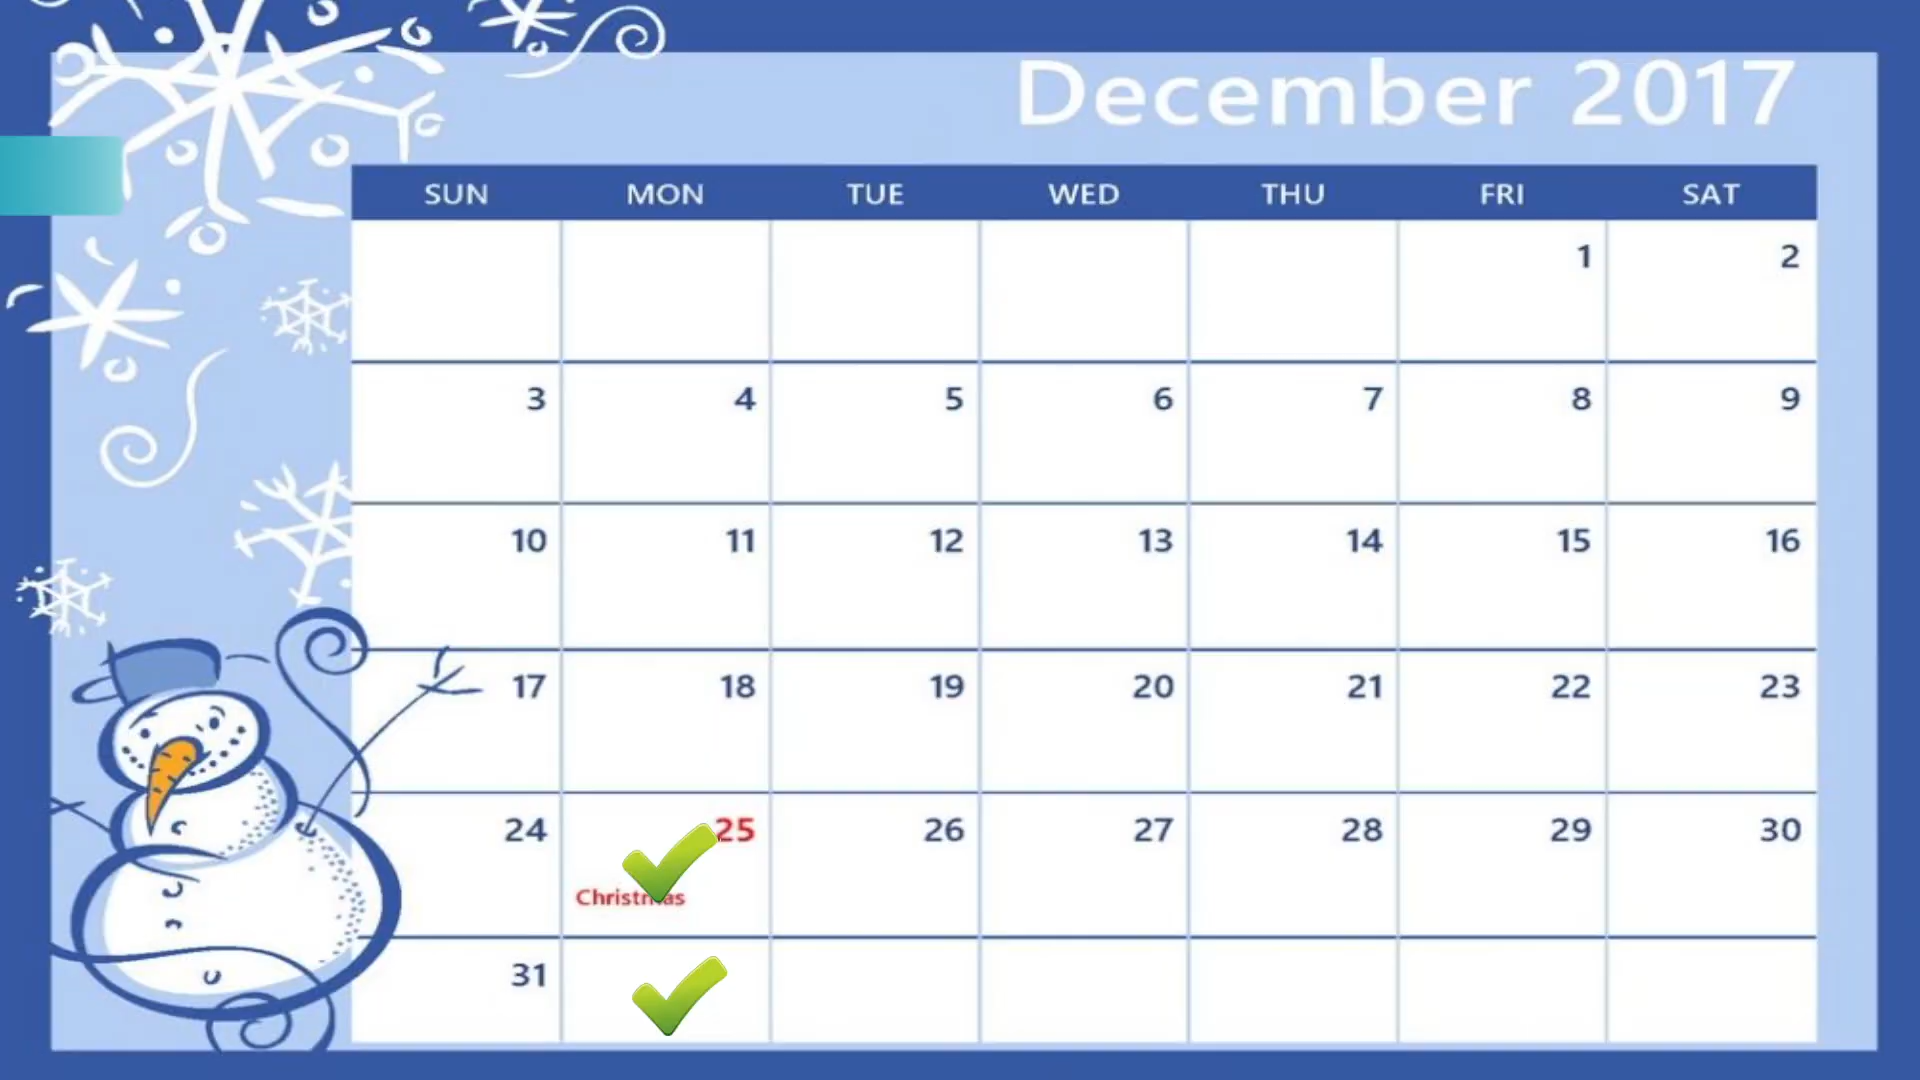 December 2017
SUN MON TUE WED THU FRI SAT
1 2
3 4 5 6 7 8 9
10 11 12 13 14 15 16
17 18 19 20 21 22 23
24 25 26 27 28 29 30
Christmas
31